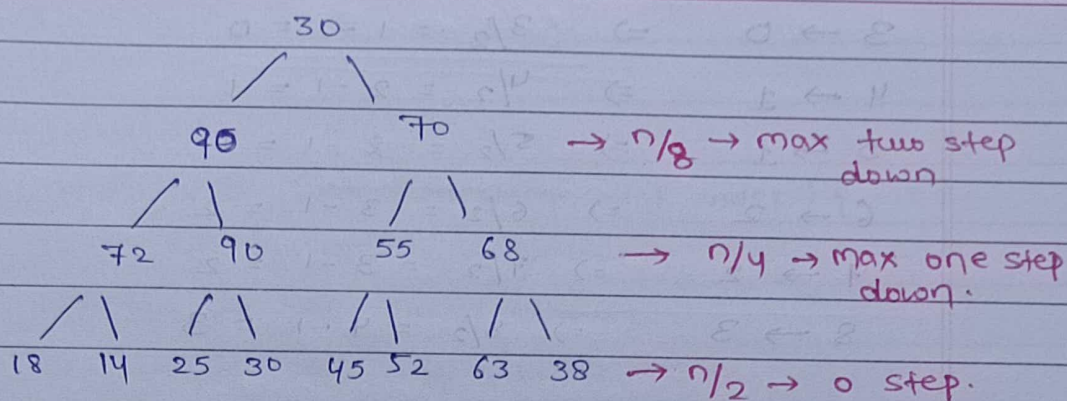 30
90 70 → n/8 → max two step
down
72 90 55 68 → n/4 → max one step
down.
18 14 25 30 45 52 63 38 → n/2 → 0 step.